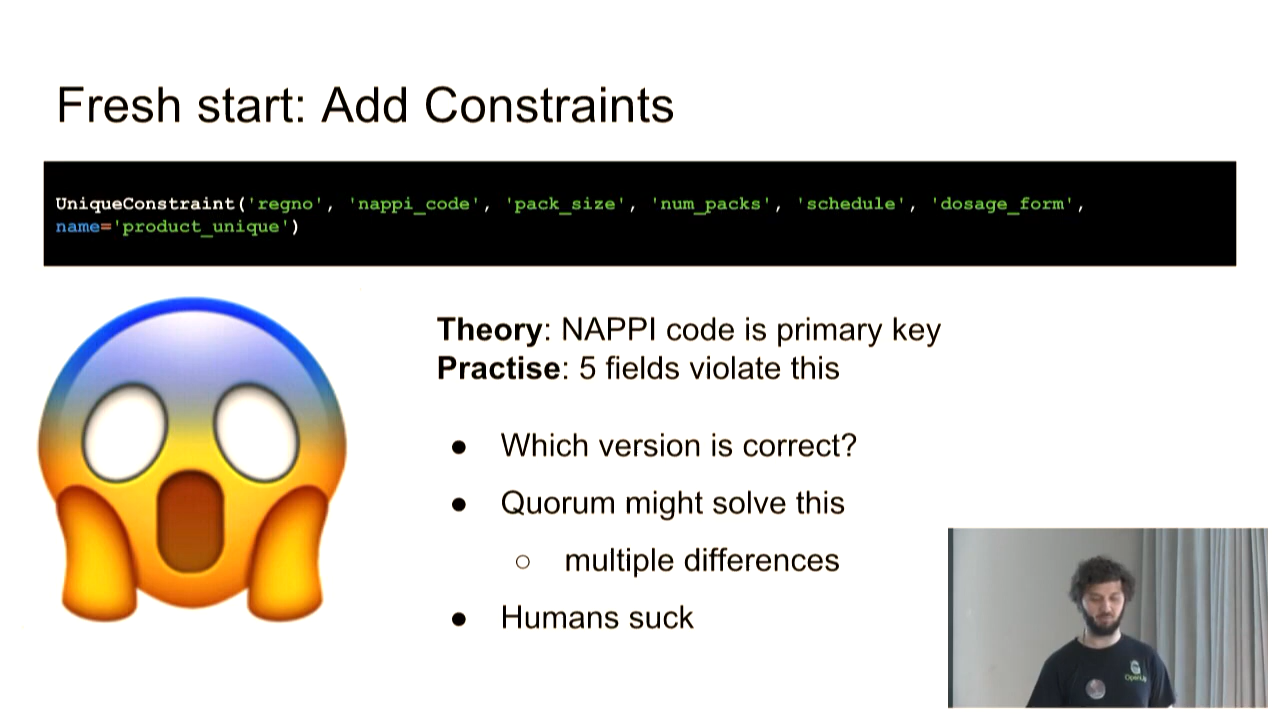 Fresh start: Add Constraints
UniqueConstraint('regno', 'nappi_code', 'pack_size', 'num_packs', 'schedule', 'dosage_form',
name='product_unique')
Theory: NAPPI code is primary key
Practise: 5 fields violate this
● Which version is correct?
● Quorum might solve this
○ multiple differences
● Humans suck